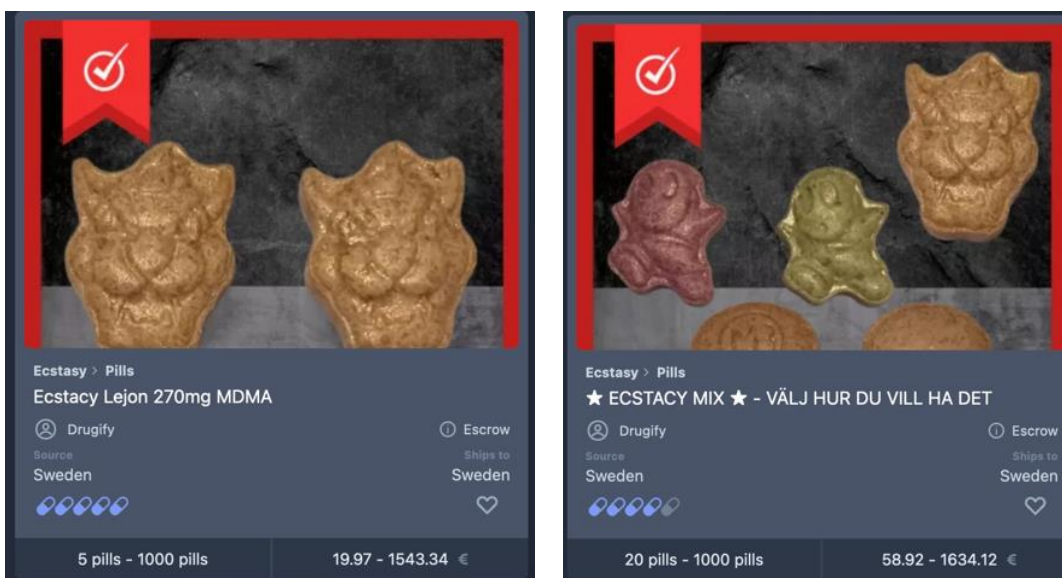 Ecstasy > Pills
Ecstacy Lejon 270mg MDMA
Drugify
Escrow
Source
Ships to
Sweden
Sweden
5 pills - 1000 pills
19.97 - 1543.34 €
Ecstasy > Pills
★ ECSTACY MIX ★ - VÄLJ HUR DU VILL HA DET
Drugify
Escrow
Source
Ships to
Sweden
Sweden
20 pills - 1000 pills
58.92 - 1634.12 €